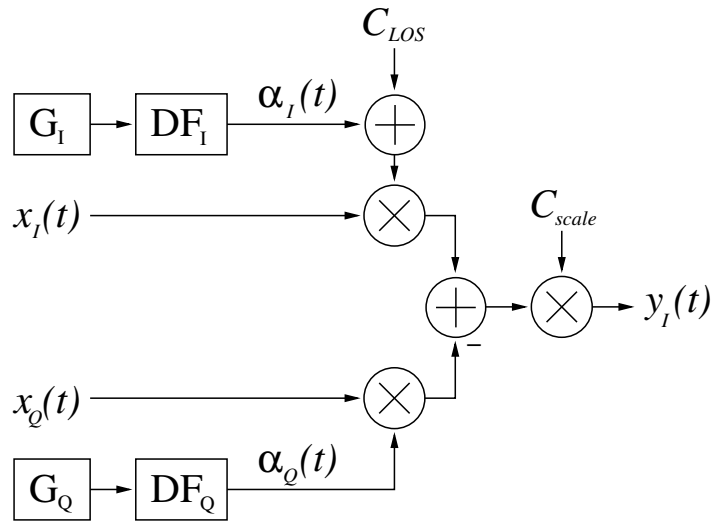 C_LOS
G_I DF_I α_I(t)
x_I(t)
C_scale
y_I(t)
−
x_Q(t)
α_Q(t)
G_Q DF_Q